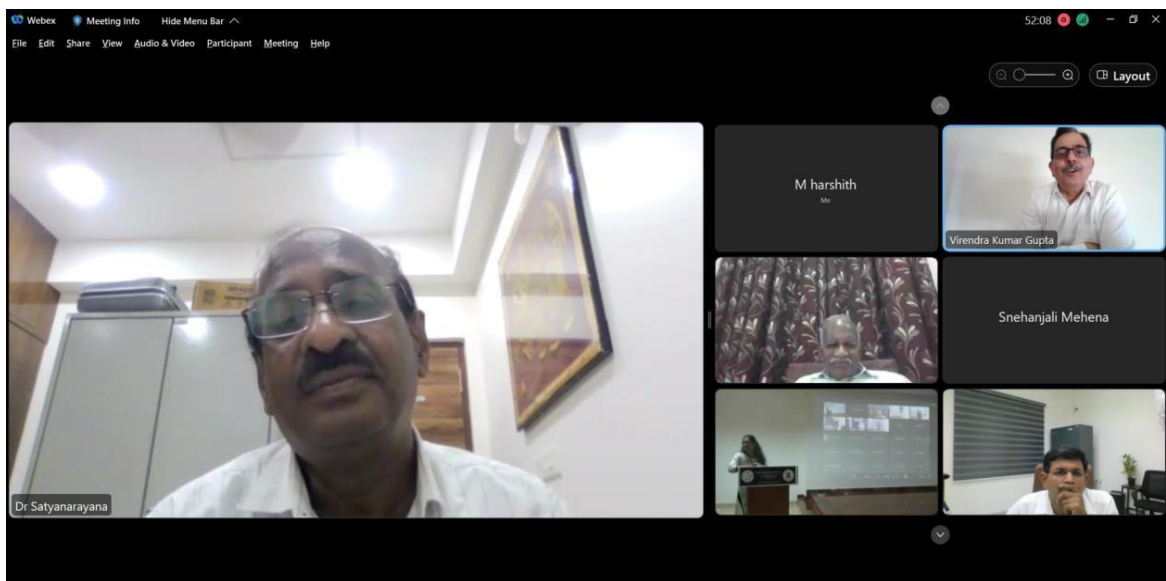 Webex Meeting Info Hide Menu Bar
52:08
File Edit Share View Audio & Video Participant Meeting Help
Layout
M harshith
Me
Virendra Kumar Gupta
Snehanjali Mehena
Dr Satyanarayana